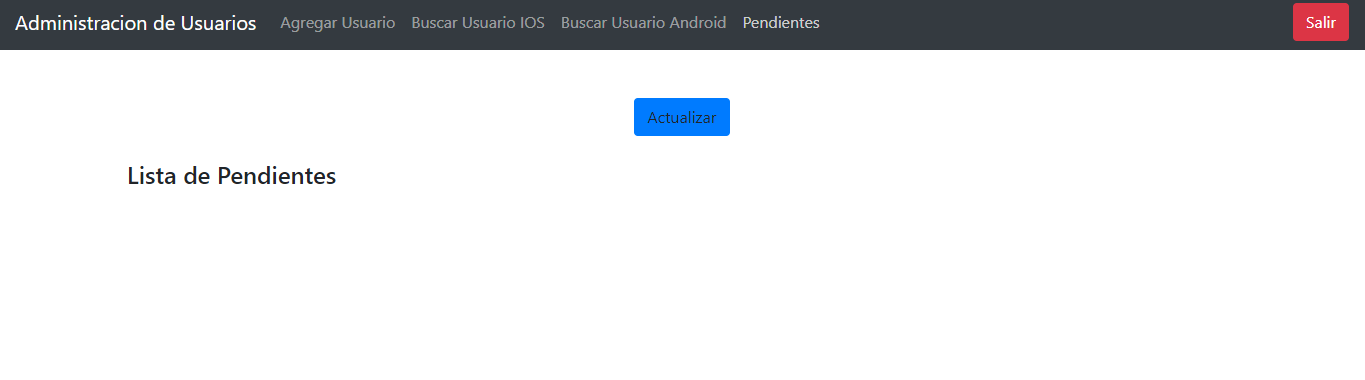 Administracion de Usuarios Agregar Usuario Buscar Usuario IOS Buscar Usuario Android Pendientes Salir
Actualizar
Lista de Pendientes